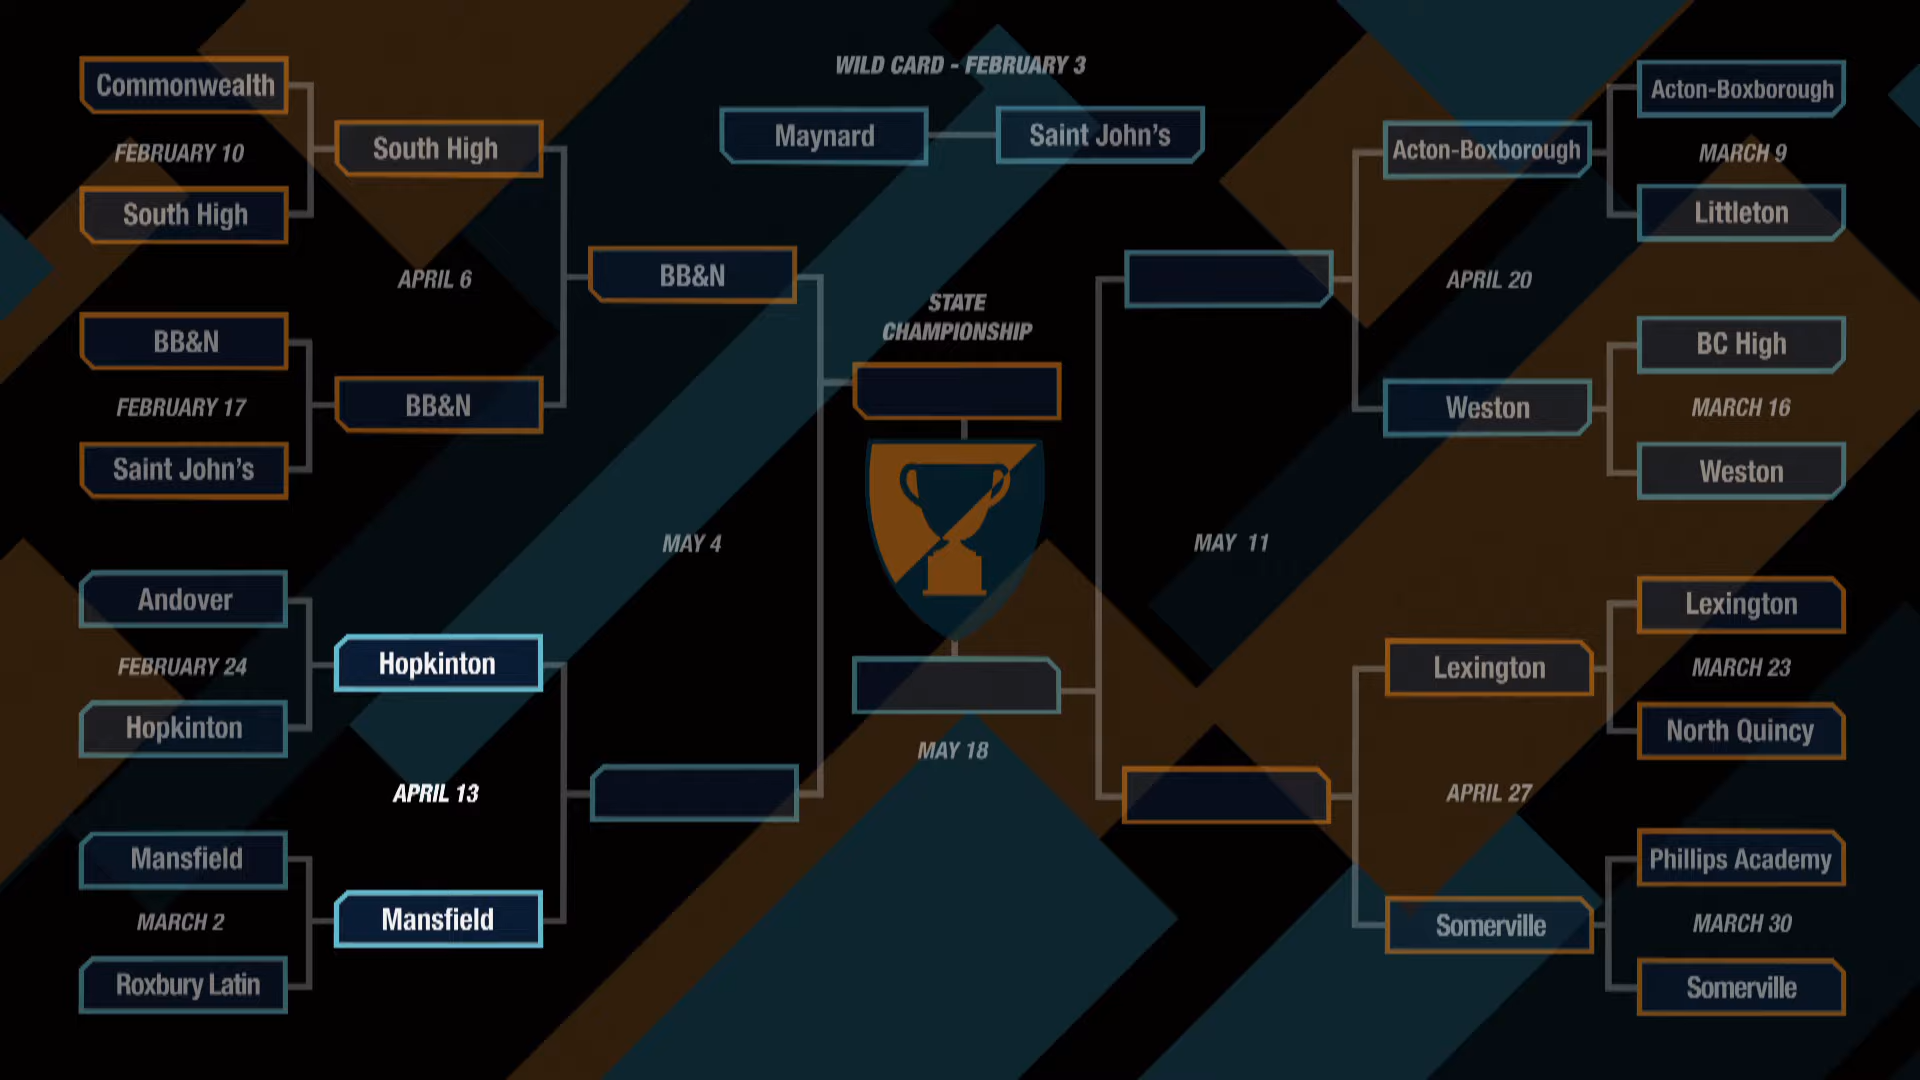 WILD CARD - FEBRUARY 3
Maynard
Saint John's
Commonwealth
FEBRUARY 10
South High
South High
APRIL 6
BB&N
FEBRUARY 17
Saint John's
BB&N
BB&N
Andover
FEBRUARY 24
Hopkinton
Hopkinton
APRIL 13
Mansfield
MARCH 2
Roxbury Latin
Mansfield
MAY 4
STATE
CHAMPIONSHIP
MAY 18
MAY 11
Acton-Boxborough
APRIL 20
Weston
Acton-Boxborough
MARCH 9
Littleton
BC High
MARCH 16
Weston
Lexington
APRIL 27
Somerville
Lexington
MARCH 23
North Quincy
Phillips Academy
MARCH 30
Somerville